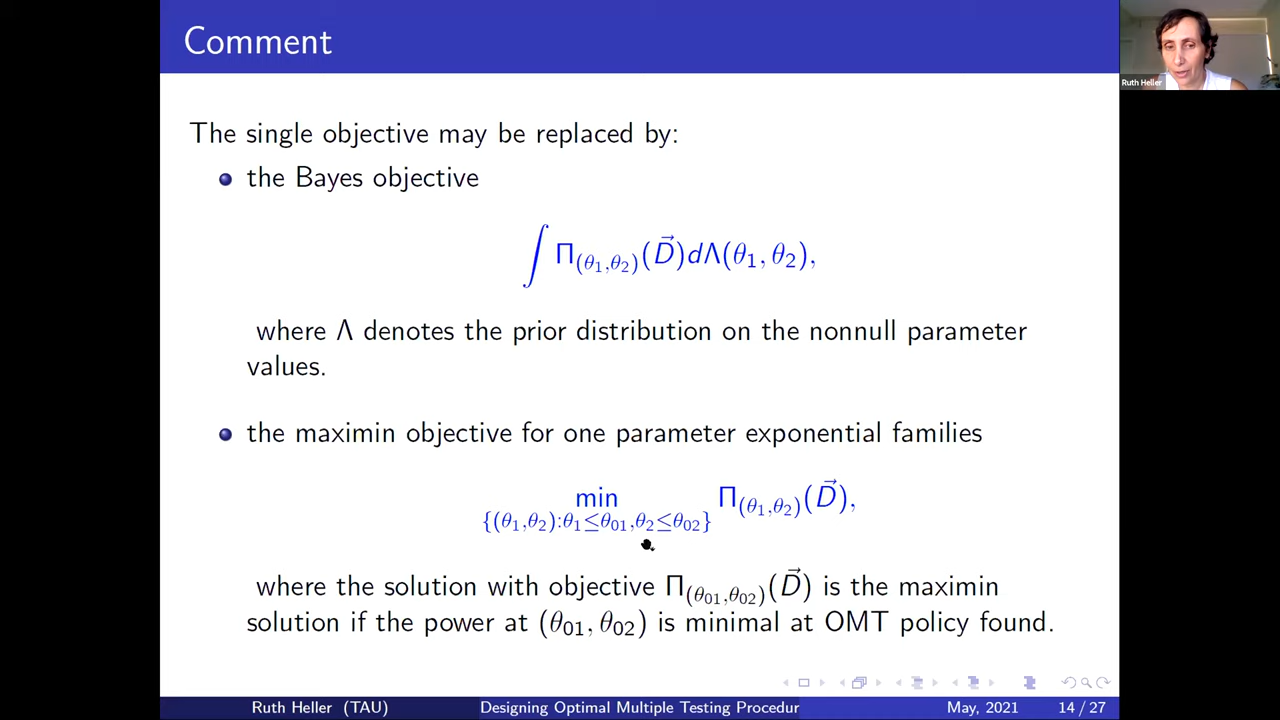 Comment
Ruth Heller
The single objective may be replaced by:
the Bayes objective
∫ Π_(θ₁,θ₂)(D⃗)dΛ(θ₁, θ₂),
where Λ denotes the prior distribution on the nonnull parameter
values.
the maximin objective for one parameter exponential families
min_{(θ₁,θ₂):θ₁≤θ₀₁,θ₂≤θ₀₂} Π_(θ₁,θ₂)(D⃗),
where the solution with objective Π_(θ₀₁,θ₀₂)(D⃗) is the maximin
solution if the power at (θ₀₁, θ₀₂) is minimal at OMT policy found.
Ruth Heller (TAU) Designing Optimal Multiple Testing Procedur May, 2021 14 / 27